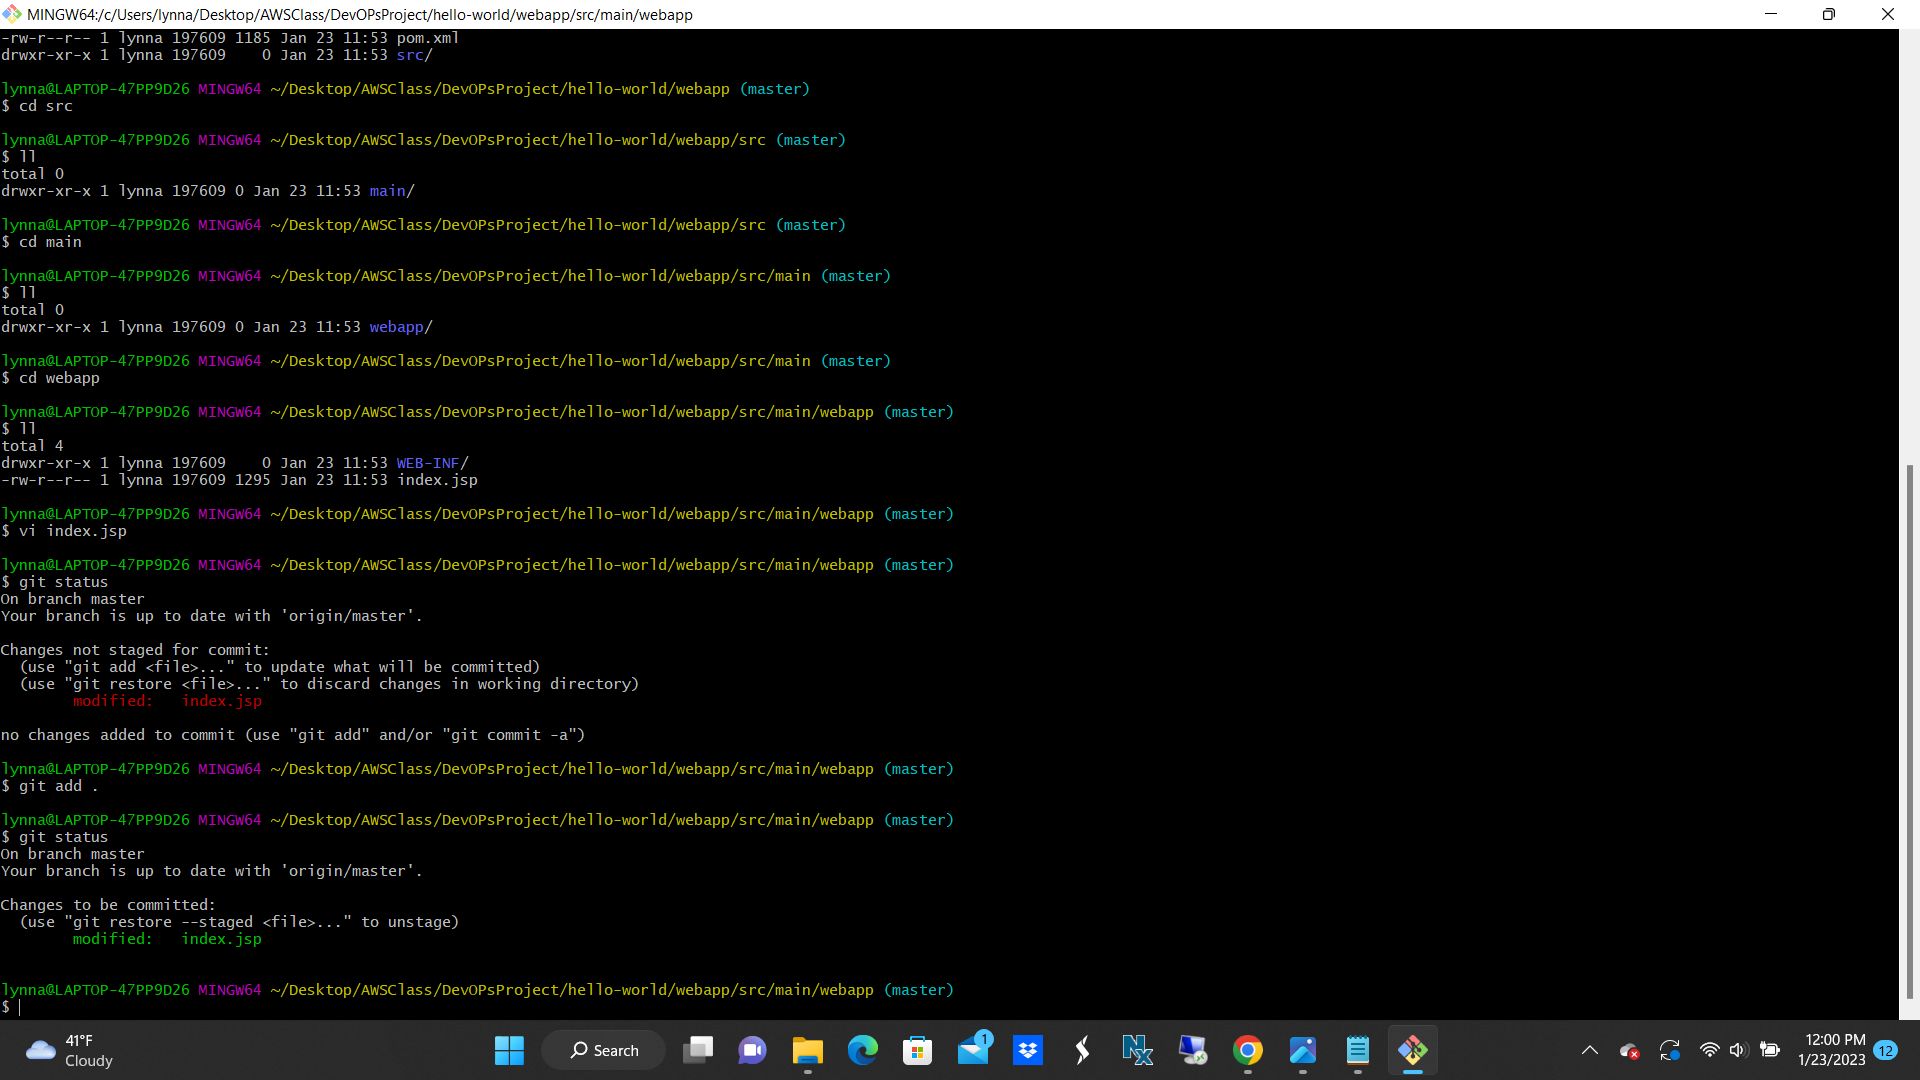 MINGW64:/c/Users/lynna/Desktop/AWSClass/DevOPsProject/hello-world/webapp/src/main/webapp
-rw-r--r-- 1 lynna 197609 1185 Jan 23 11:53 pom.xml
drwxr-xr-x 1 lynna 197609    0 Jan 23 11:53 src/
lynna@LAPTOP-47PP9D26 MINGW64 ~/Desktop/AWSClass/DevOPsProject/hello-world/webapp (master)
$ cd src
lynna@LAPTOP-47PP9D26 MINGW64 ~/Desktop/AWSClass/DevOPsProject/hello-world/webapp/src (master)
$ ll
total 0
drwxr-xr-x 1 lynna 197609 0 Jan 23 11:53 main/
lynna@LAPTOP-47PP9D26 MINGW64 ~/Desktop/AWSClass/DevOPsProject/hello-world/webapp/src (master)
$ cd main
lynna@LAPTOP-47PP9D26 MINGW64 ~/Desktop/AWSClass/DevOPsProject/hello-world/webapp/src/main (master)
$ ll
total 0
drwxr-xr-x 1 lynna 197609 0 Jan 23 11:53 webapp/
lynna@LAPTOP-47PP9D26 MINGW64 ~/Desktop/AWSClass/DevOPsProject/hello-world/webapp/src/main (master)
$ cd webapp
lynna@LAPTOP-47PP9D26 MINGW64 ~/Desktop/AWSClass/DevOPsProject/hello-world/webapp/src/main/webapp (master)
$ ll
total 4
drwxr-xr-x 1 lynna 197609    0 Jan 23 11:53 WEB-INF/
-rw-r--r-- 1 lynna 197609 1295 Jan 23 11:53 index.jsp
lynna@LAPTOP-47PP9D26 MINGW64 ~/Desktop/AWSClass/DevOPsProject/hello-world/webapp/src/main/webapp (master)
$ vi index.jsp
lynna@LAPTOP-47PP9D26 MINGW64 ~/Desktop/AWSClass/DevOPsProject/hello-world/webapp/src/main/webapp (master)
$ git status
On branch master
Your branch is up to date with 'origin/master'.
Changes not staged for commit:
  (use "git add <file>..." to update what will be committed)
  (use "git restore <file>..." to discard changes in working directory)
        modified:   index.jsp
no changes added to commit (use "git add" and/or "git commit -a")
lynna@LAPTOP-47PP9D26 MINGW64 ~/Desktop/AWSClass/DevOPsProject/hello-world/webapp/src/main/webapp (master)
$ git add .
lynna@LAPTOP-47PP9D26 MINGW64 ~/Desktop/AWSClass/DevOPsProject/hello-world/webapp/src/main/webapp (master)
$ git status
On branch master
Your branch is up to date with 'origin/master'.
Changes to be committed:
  (use "git restore --staged <file>..." to unstage)
        modified:   index.jsp
lynna@LAPTOP-47PP9D26 MINGW64 ~/Desktop/AWSClass/DevOPsProject/hello-world/webapp/src/main/webapp (master)
$
41°F
Cloudy
Search
1
Nx
12:00 PM
1/23/2023
12